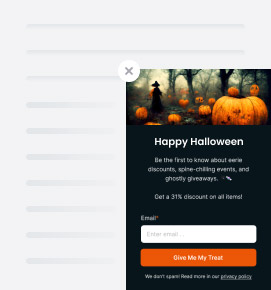 Happy Halloween
Be the first to know about eerie
discounts, spine-chilling events, and
ghostly giveaways.
Get a 31% discount on all items!
Email*
Enter email...
Give Me My Treat
We don't spam! Read more in our privacy policy